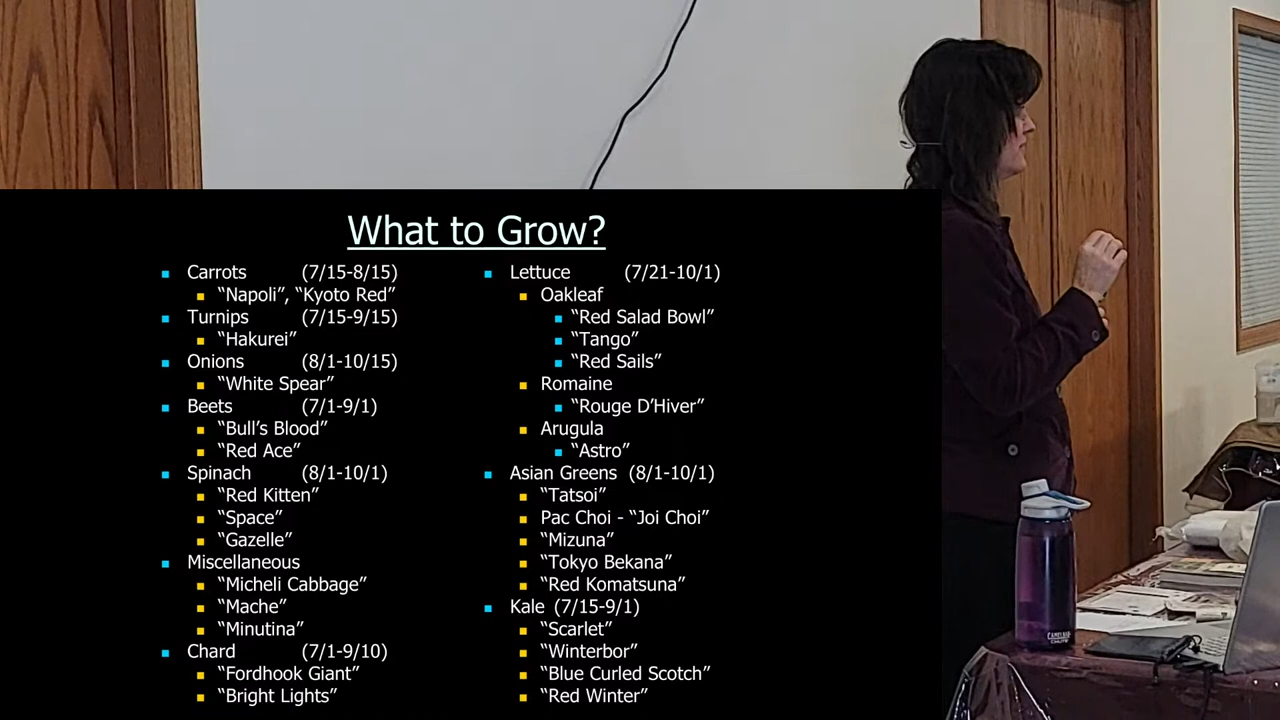 What to Grow?
Carrots (7/15-8/15)
"Napoli", "Kyoto Red"
Turnips (7/15-9/15)
"Hakurei"
Onions (8/1-10/15)
"White Spear"
Beets (7/1-9/1)
"Bull's Blood"
"Red Ace"
Spinach (8/1-10/1)
"Red Kitten"
"Space"
"Gazelle"
Miscellaneous
"Micheli Cabbage"
"Mache"
"Minutina"
Chard (7/1-9/10)
"Fordhook Giant"
"Bright Lights"
Lettuce (7/21-10/1)
Oakleaf
"Red Salad Bowl"
"Tango"
"Red Sails"
Romaine
"Rouge D'Hiver"
Arugula
"Astro"
Asian Greens (8/1-10/1)
"Tatsoi"
Pac Choi - "Joi Choi"
"Mizuna"
"Tokyo Bekana"
"Red Komatsuna"
Kale (7/15-9/1)
"Scarlet"
"Winterbor"
"Blue Curled Scotch"
"Red Winter"
CAMELBAK
CHUTE